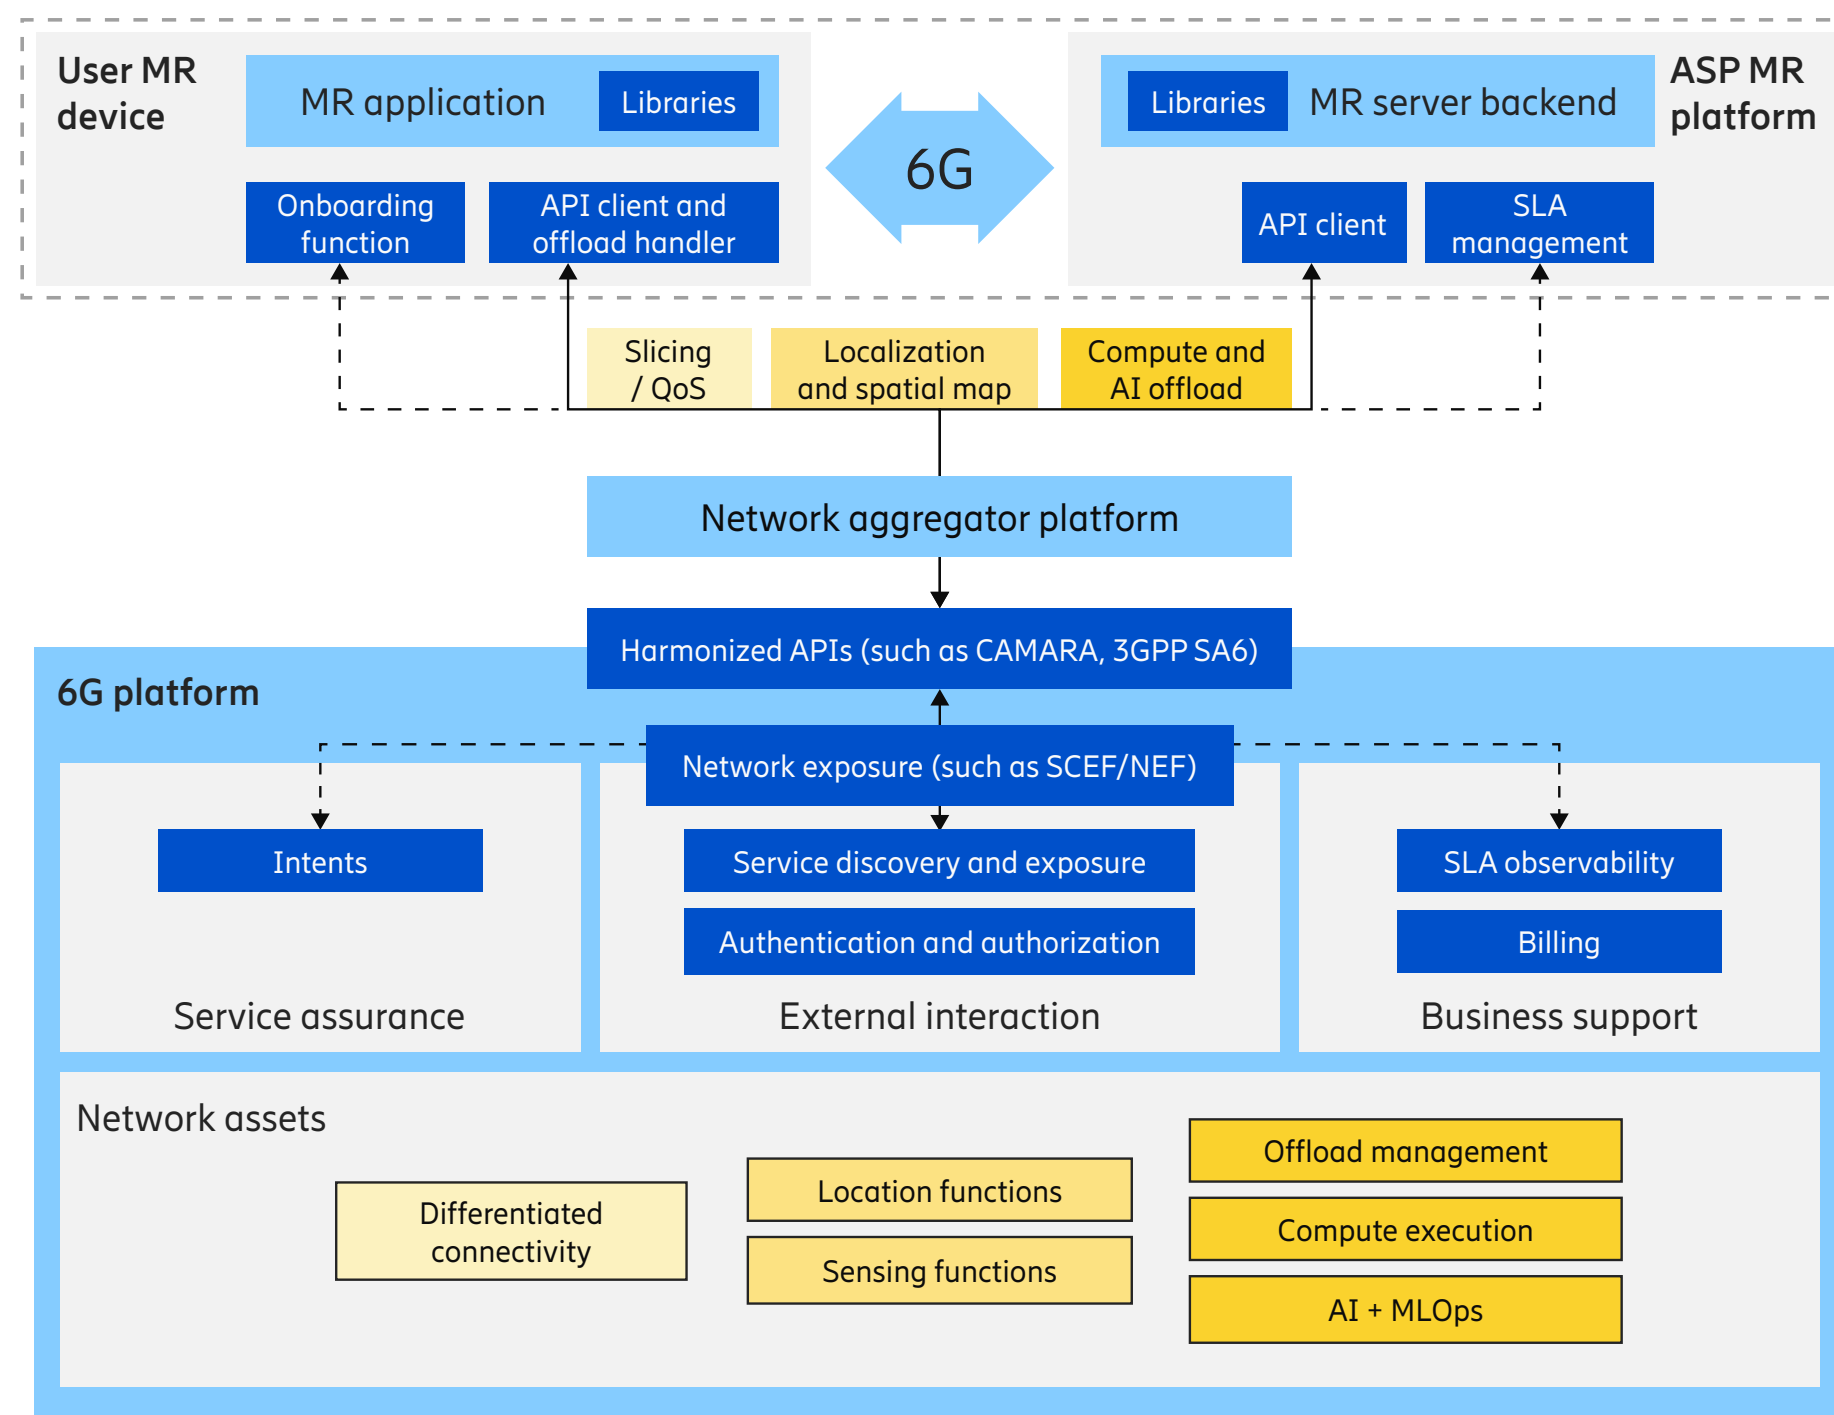 User MR
device
MR application
Libraries
Onboarding
function
API client and
offload handler
6G
Libraries
MR server backend
ASP MR
platform
API client
SLA
management
Slicing
/ QoS
Localization
and spatial map
Compute and
AI offload
Network aggregator platform
Harmonized APIs (such as CAMARA, 3GPP SA6)
6G platform
Network exposure (such as SCEF/NEF)
Intents
Service assurance
Service discovery and exposure
Authentication and authorization
External interaction
SLA observability
Billing
Business support
Network assets
Differentiated
connectivity
Location functions
Sensing functions
Offload management
Compute execution
AI + MLOps